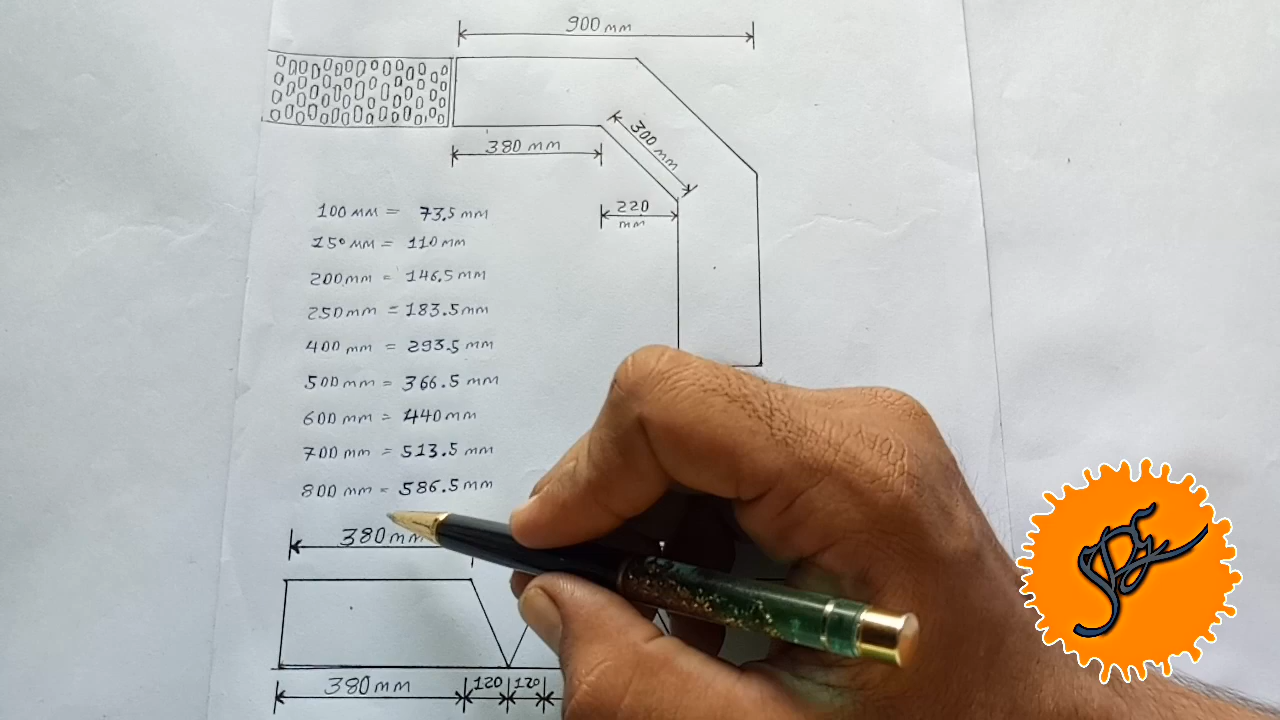 900 mm
380 mm
300 mm
220
mm
100 mm = 73.5 mm
150 mm = 110 mm
200 mm = 146.5 mm
250 mm = 183.5 mm
400 mm = 293.5 mm
500 mm = 366.5 mm
600 mm = 440 mm
700 mm = 513.5 mm
800 mm = 586.5 mm
380 mm
380 mm 120 120